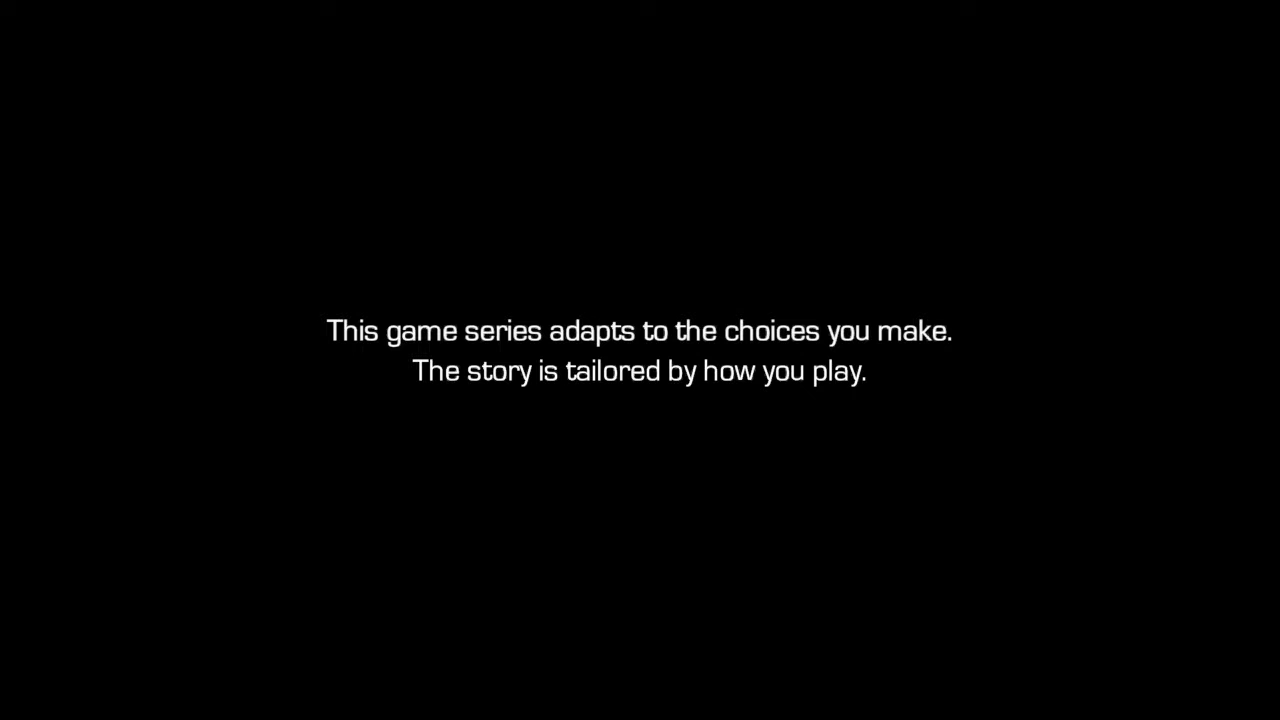 This game series adapts to the choices you make.
The story is tailored by how you play.